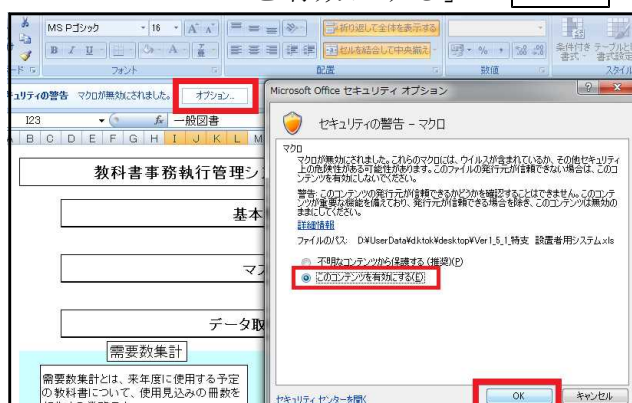 MS Pゴシック 16 A A 折り返して全体を表示する
B I U A セルを結合して中央揃え % 条件付き 書式
フォント 配置 数値 スタイル
セキュリティの警告 マクロが無効にされました。 オプション...
I23 fx 一般図書
B C D E F G H I J K L M
教科書事務執行管理シ
基本
マス
データ取
需要数集計
需要数集計とは、来年度に使用する予定
の教科書について、使用見込みの冊数を
Microsoft Office セキュリティ オプション
セキュリティの警告 - マクロ
マクロ
マクロが無効にされました。これらのマクロには、ウイルスが含まれているか、その他セキュリティ
上の危険性がある可能性があります。このファイルの発行元が信頼できない場合は、このコ
ンテンツを有効にしないでください。
警告: このコンテンツの発行元が信頼できるかどうかを確認することはできません。このコンテ
ンツが重要な機能を備えており、発行元が信頼できる場合を除き、このコンテンツは無効の
ままにしてください。
詳細情報
ファイルのパス: D:¥UserData¥dktok¥desktop¥Ver1_5_1_特支 設置者用システム.xls
不明なコンテンツから保護する (推奨)(P)
このコンテンツを有効にする(E)
セキュリティ センターを開く
OK キャンセル